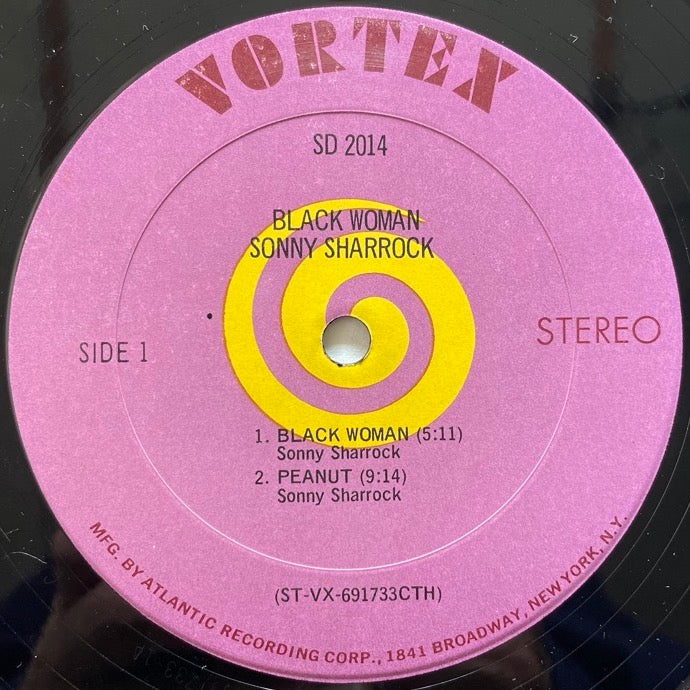 VORTEX
SD 2014
BLACK WOMAN
SONNY SHARROCK
STEREO
SIDE 1
1. BLACK WOMAN (5:11)
Sonny Sharrock
2. PEANUT (9:14)
Sonny Sharrock
(ST-VX-691733CTH)
MFG. BY ATLANTIC RECORDING CORP., 1841 BROADWAY, NEW YORK, N.Y.